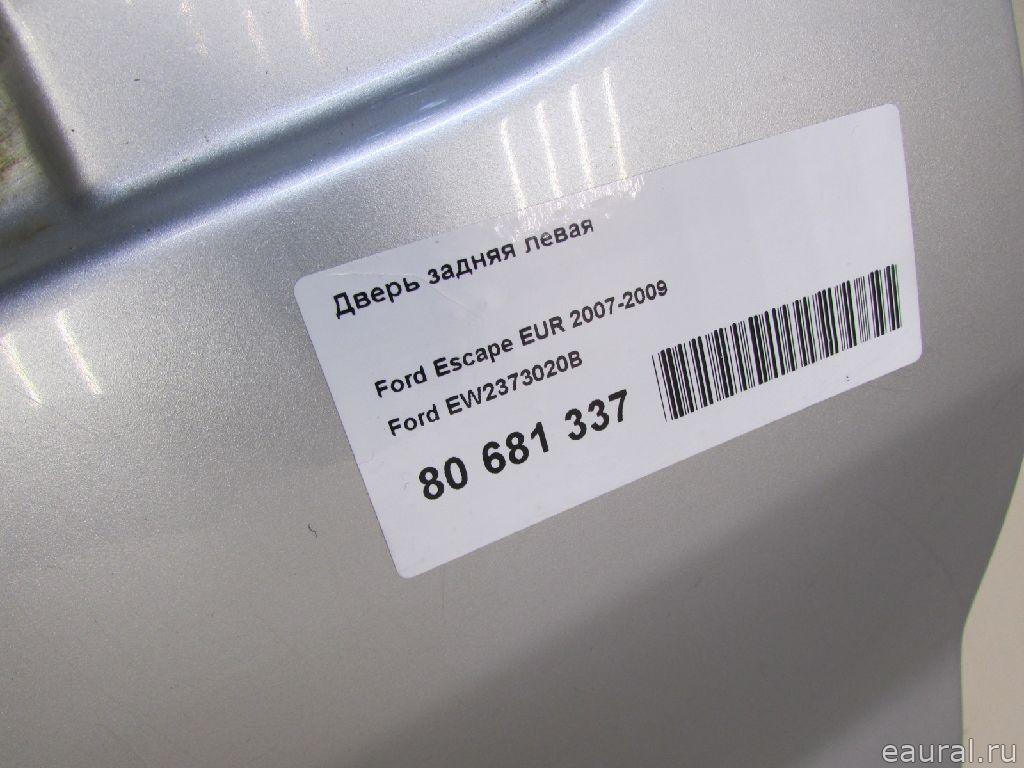 Дверь задняя левая
Ford Escape EUR 2007-2009
Ford EW2373020B
80 681 337
eaural.ru